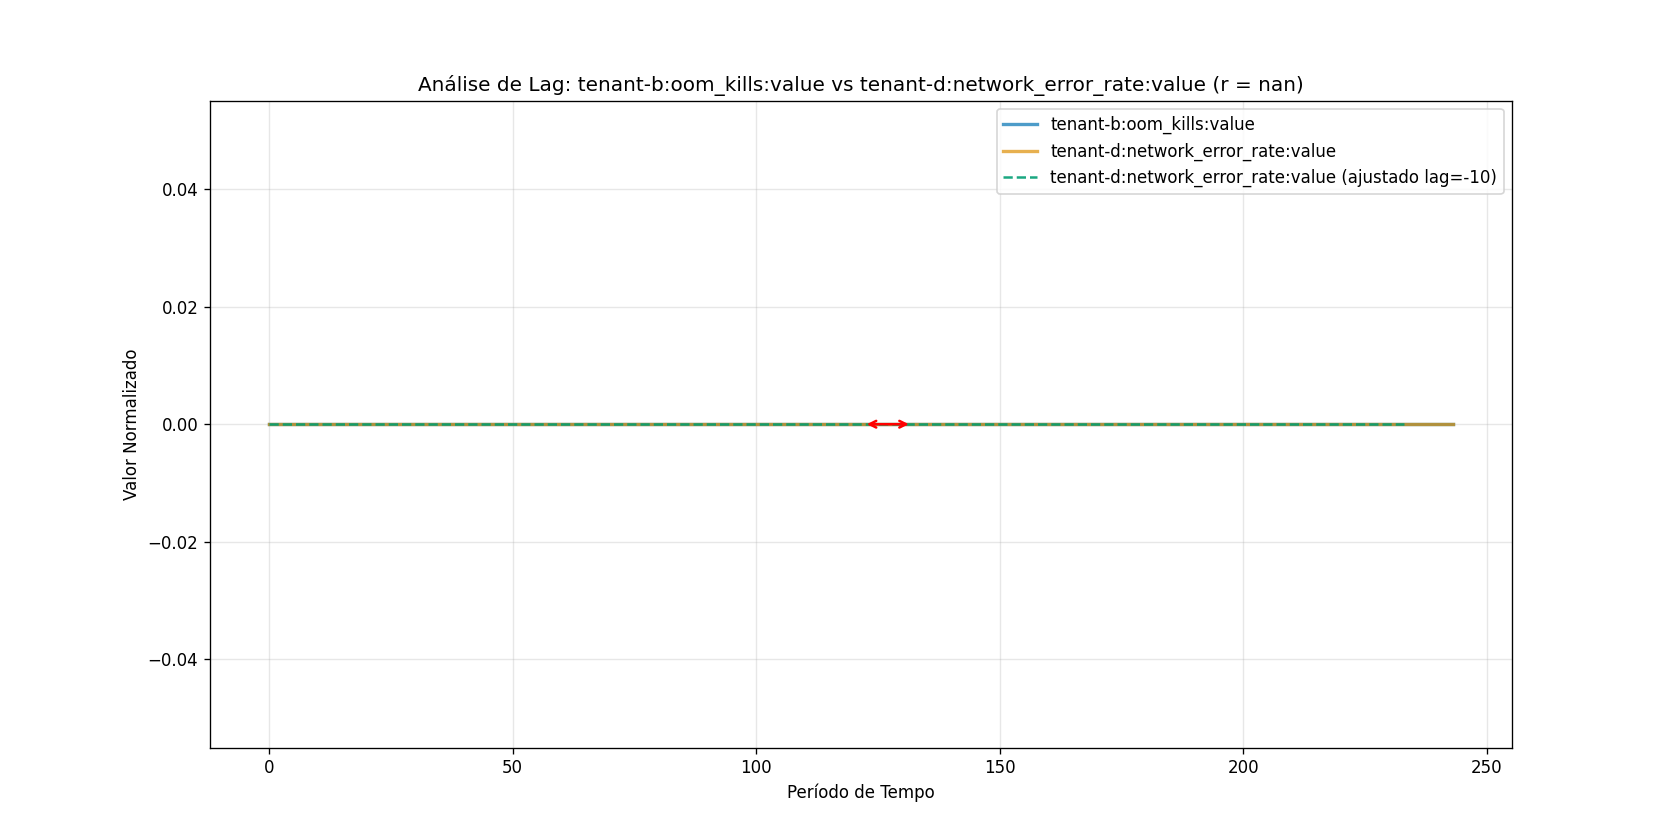 Análise de Lag: tenant-b:oom_kills:value vs tenant-d:network_error_rate:value (r = nan)
tenant-b:oom_kills:value
tenant-d:network_error_rate:value
tenant-d:network_error_rate:value (ajustado lag=-10)
0.04
0.02
0.00
−0.02
−0.04
Valor Normalizado
0 50 100 150 200 250
Período de Tempo